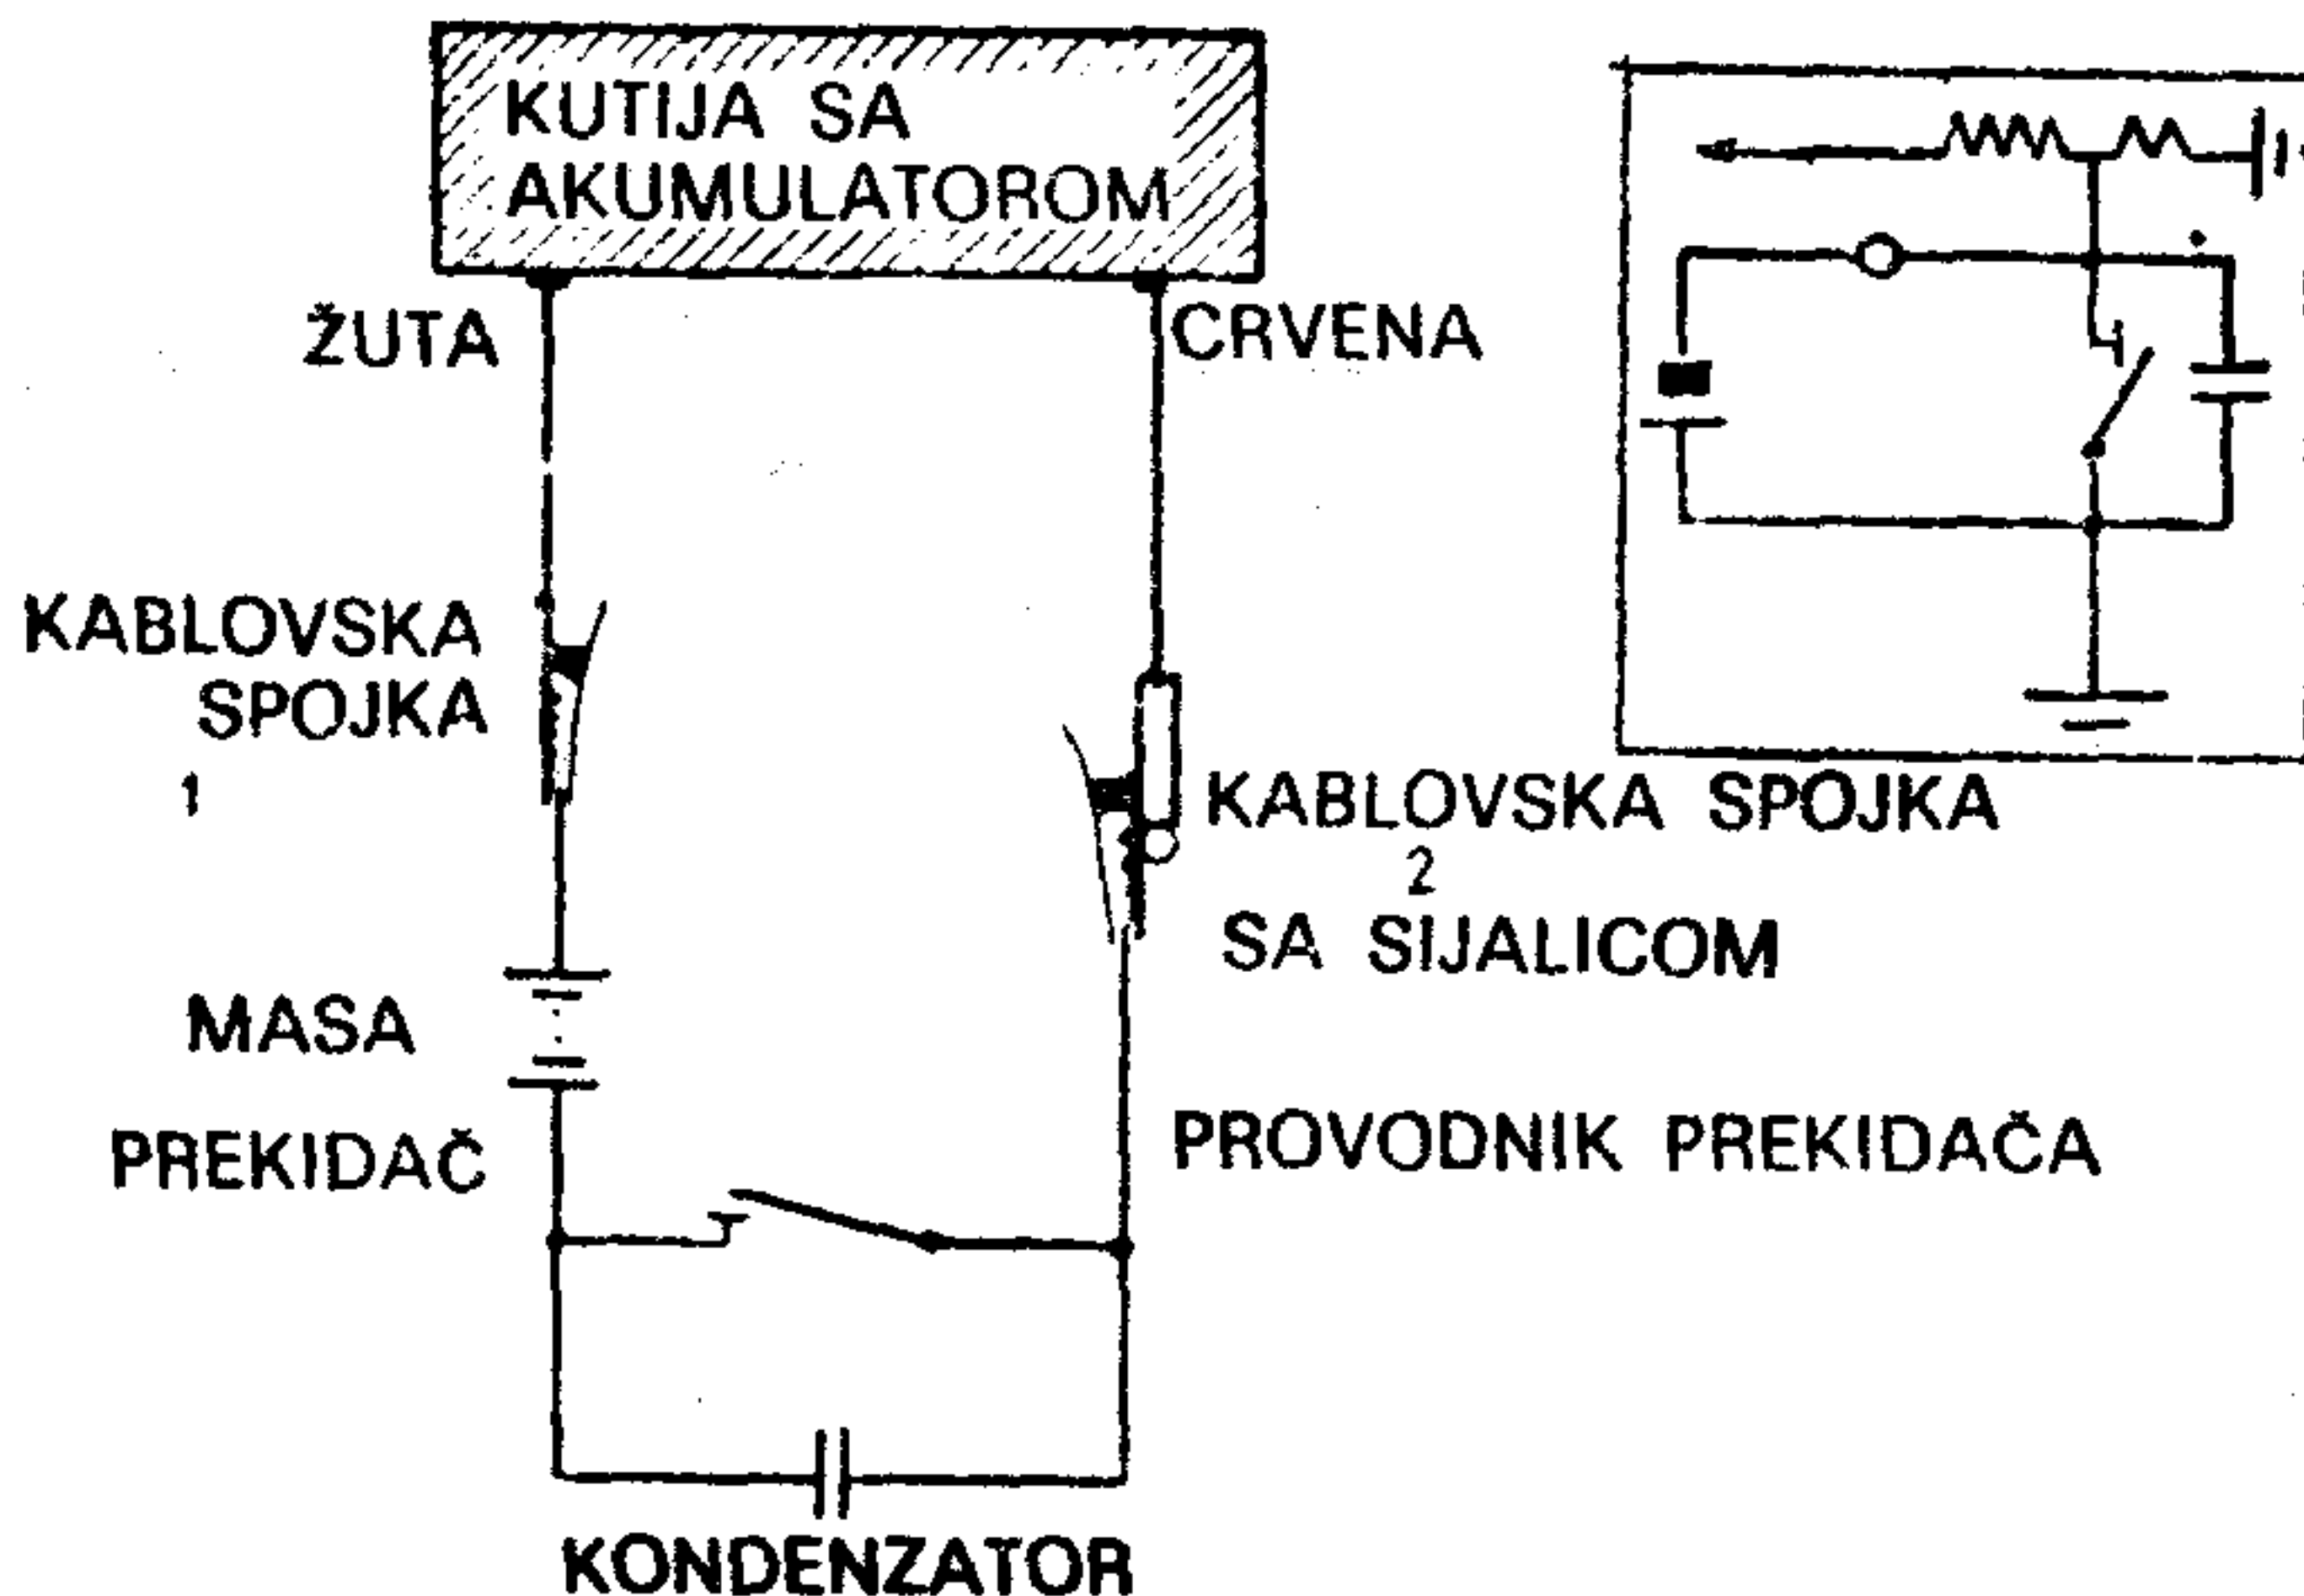 KUTIJA SA
AKUMULATOROM
ŽUTA
CRVENA
KABLOVSKA
SPOJKA
1
KABLOVSKA SPOJKA
2
SA SIJALICOM
MASA
PREKIDAČ
PROVODNIK PREKIDAČA
KONDENZATOR